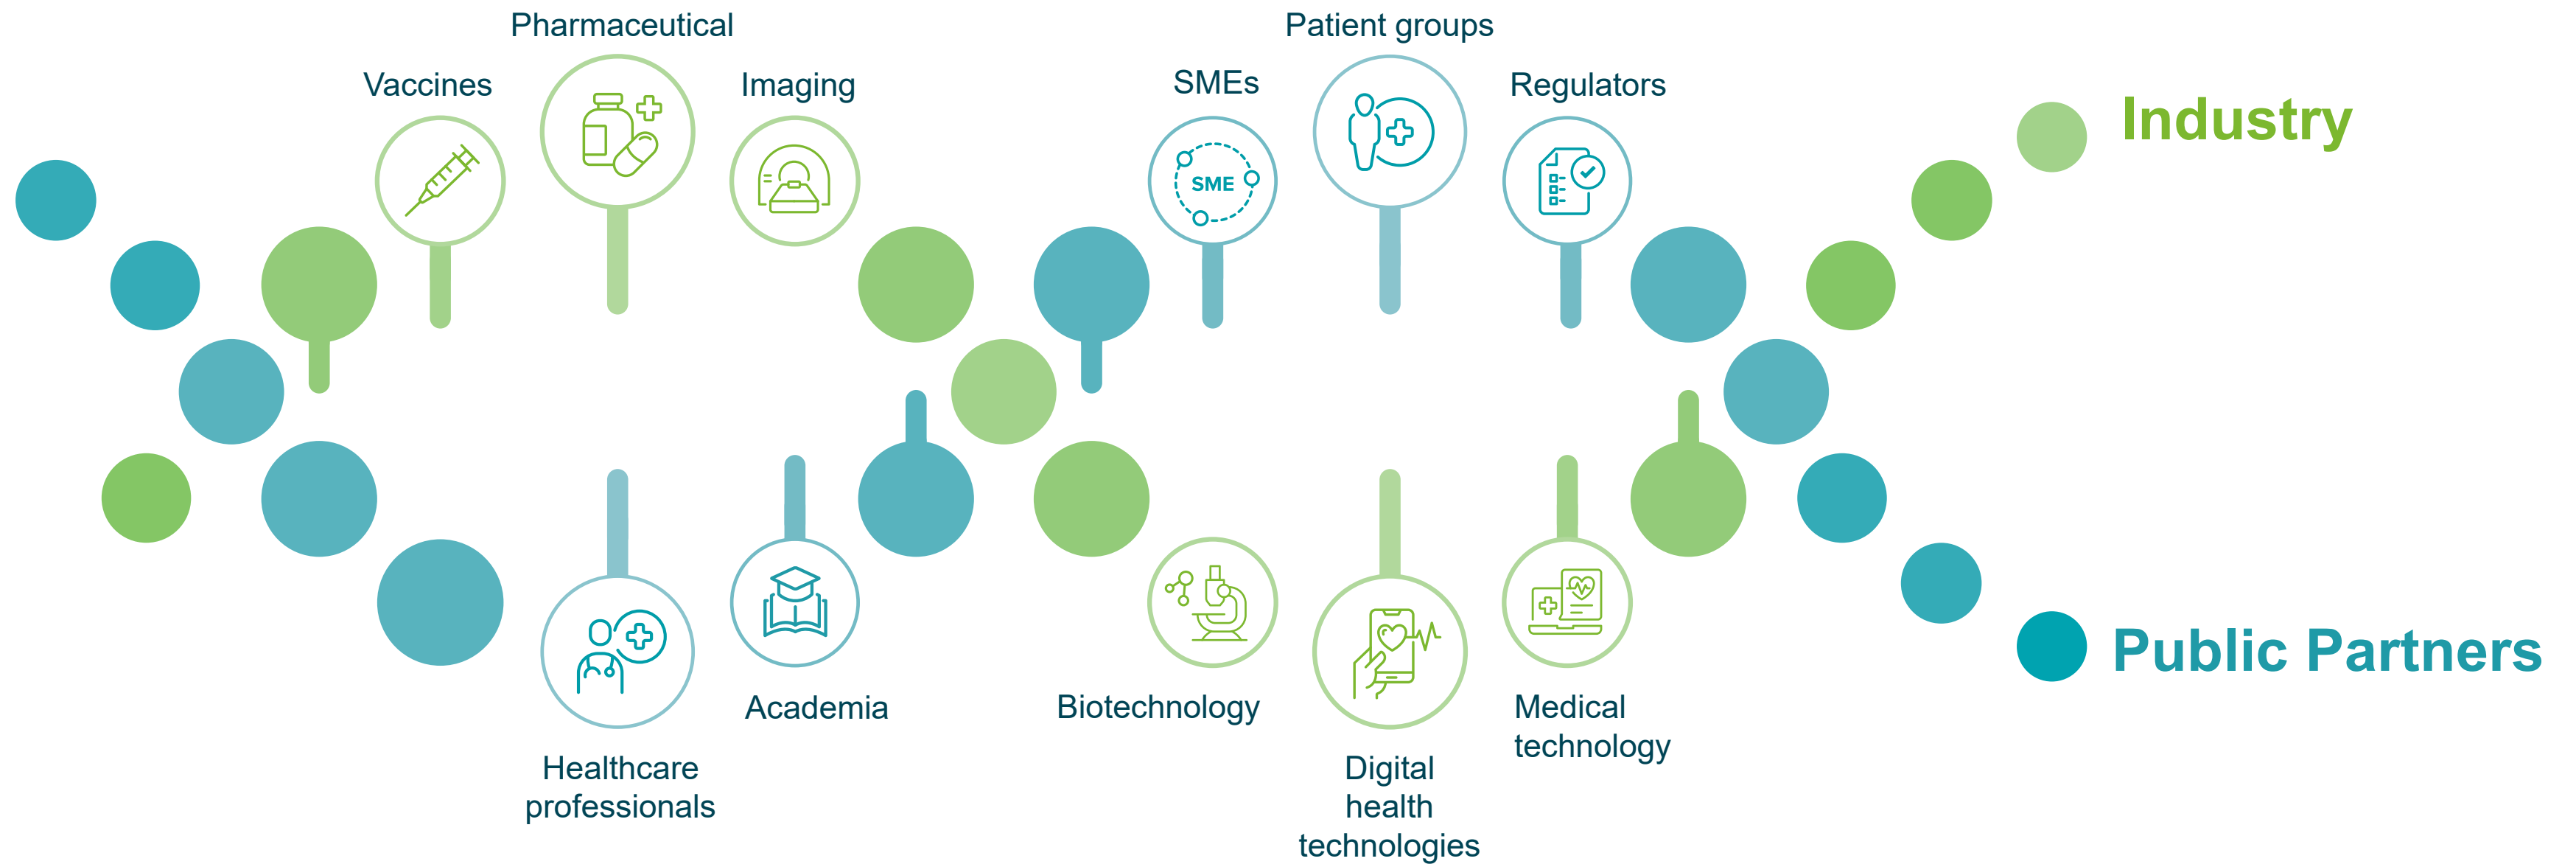 Pharmaceutical
Patient groups
Vaccines
Imaging
SMEs
Regulators
Industry
SME
Public Partners
Academia
Biotechnology
Medical
technology
Healthcare
professionals
Digital
health
technologies